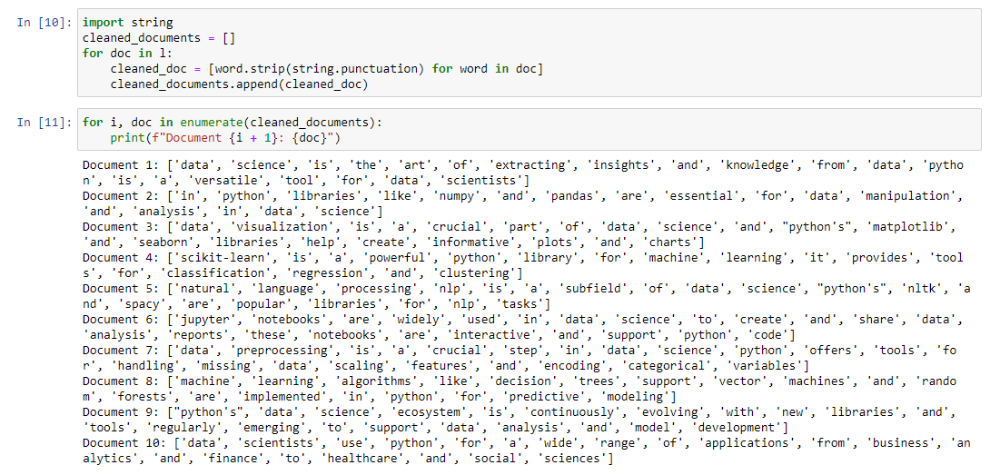 In [10]: import string
cleaned_documents = []
for doc in l:
    cleaned_doc = [word.strip(string.punctuation) for word in doc]
    cleaned_documents.append(cleaned_doc)
In [11]: for i, doc in enumerate(cleaned_documents):
    print(f"Document {i + 1}: {doc}")
Document 1: ['data', 'science', 'is', 'the', 'art', 'of', 'extracting', 'insights', 'and', 'knowledge', 'from', 'data', 'pytho
n', 'is', 'a', 'versatile', 'tool', 'for', 'data', 'scientists']
Document 2: ['in', 'python', 'libraries', 'like', 'numpy', 'and', 'pandas', 'are', 'essential', 'for', 'data', 'manipulation',
'and', 'analysis', 'in', 'data', 'science']
Document 3: ['data', 'visualization', 'is', 'a', 'crucial', 'part', 'of', 'data', 'science', 'and', "python's", 'matplotlib',
'and', 'seaborn', 'libraries', 'help', 'create', 'informative', 'plots', 'and', 'charts']
Document 4: ['scikit-learn', 'is', 'a', 'powerful', 'python', 'library', 'for', 'machine', 'learning', 'it', 'provides', 'tool
s', 'for', 'classification', 'regression', 'and', 'clustering']
Document 5: ['natural', 'language', 'processing', 'nlp', 'is', 'a', 'subfield', 'of', 'data', 'science', "python's", 'nltk', 'a
nd', 'spacy', 'are', 'popular', 'libraries', 'for', 'nlp', 'tasks']
Document 6: ['jupyter', 'notebooks', 'are', 'widely', 'used', 'in', 'data', 'science', 'to', 'create', 'and', 'share', 'data',
'analysis', 'reports', 'these', 'notebooks', 'are', 'interactive', 'and', 'support', 'python', 'code']
Document 7: ['data', 'preprocessing', 'is', 'a', 'crucial', 'step', 'in', 'data', 'science', 'python', 'offers', 'tools', 'fo
r', 'handling', 'missing', 'data', 'scaling', 'features', 'and', 'encoding', 'categorical', 'variables']
Document 8: ['machine', 'learning', 'algorithms', 'like', 'decision', 'trees', 'support', 'vector', 'machines', 'and', 'rando
m', 'forests', 'are', 'implemented', 'in', 'python', 'for', 'predictive', 'modeling']
Document 9: ["python's", 'data', 'science', 'ecosystem', 'is', 'continuously', 'evolving', 'with', 'new', 'libraries', 'and',
'tools', 'regularly', 'emerging', 'to', 'support', 'data', 'analysis', 'and', 'model', 'development']
Document 10: ['data', 'scientists', 'use', 'python', 'for', 'a', 'wide', 'range', 'of', 'applications', 'from', 'business', 'an
alytics', 'and', 'finance', 'to', 'healthcare', 'and', 'social', 'sciences']